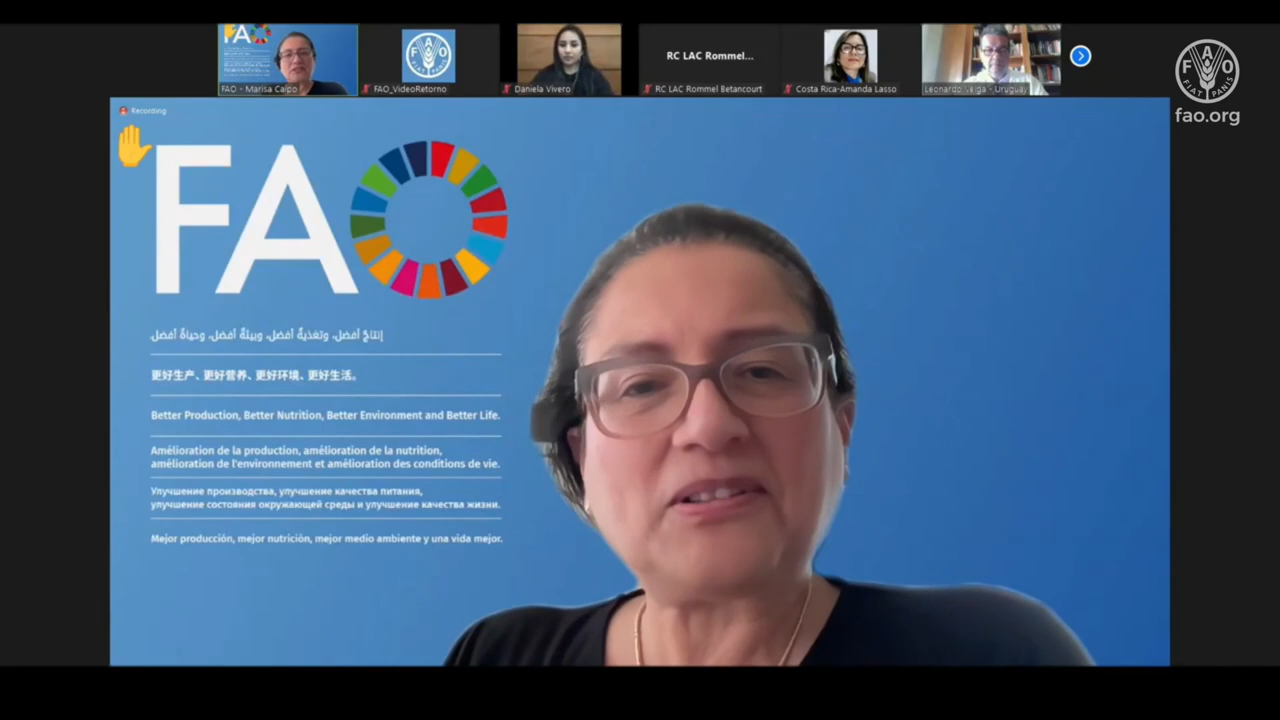 FAO - Marisa Caipo
FAO_VideoRetorno
Daniela Vivero
RC LAC Rommel...
RC LAC Rommel Betancourt
Costa Rica-Amanda Lasso
Leonardo Veiga - Uruguay
FAO
FIAT PANIS
fao.org
Recording
FAO
إنتاجٌ أفضل، وتغذيةٌ أفضل، وبيئةٌ أفضل، وحياةٌ أفضل.
更好生产、更好营养、更好环境、更好生活。
Better Production, Better Nutrition, Better Environment and Better Life.
Amélioration de la production, amélioration de la nutrition,
amélioration de l'environnement et amélioration des conditions de vie.
Улучшение производства, улучшение качества питания,
улучшение состояния окружающей среды и улучшение качества жизни.
Mejor producción, mejor nutrición, mejor medio ambiente y una vida mejor.